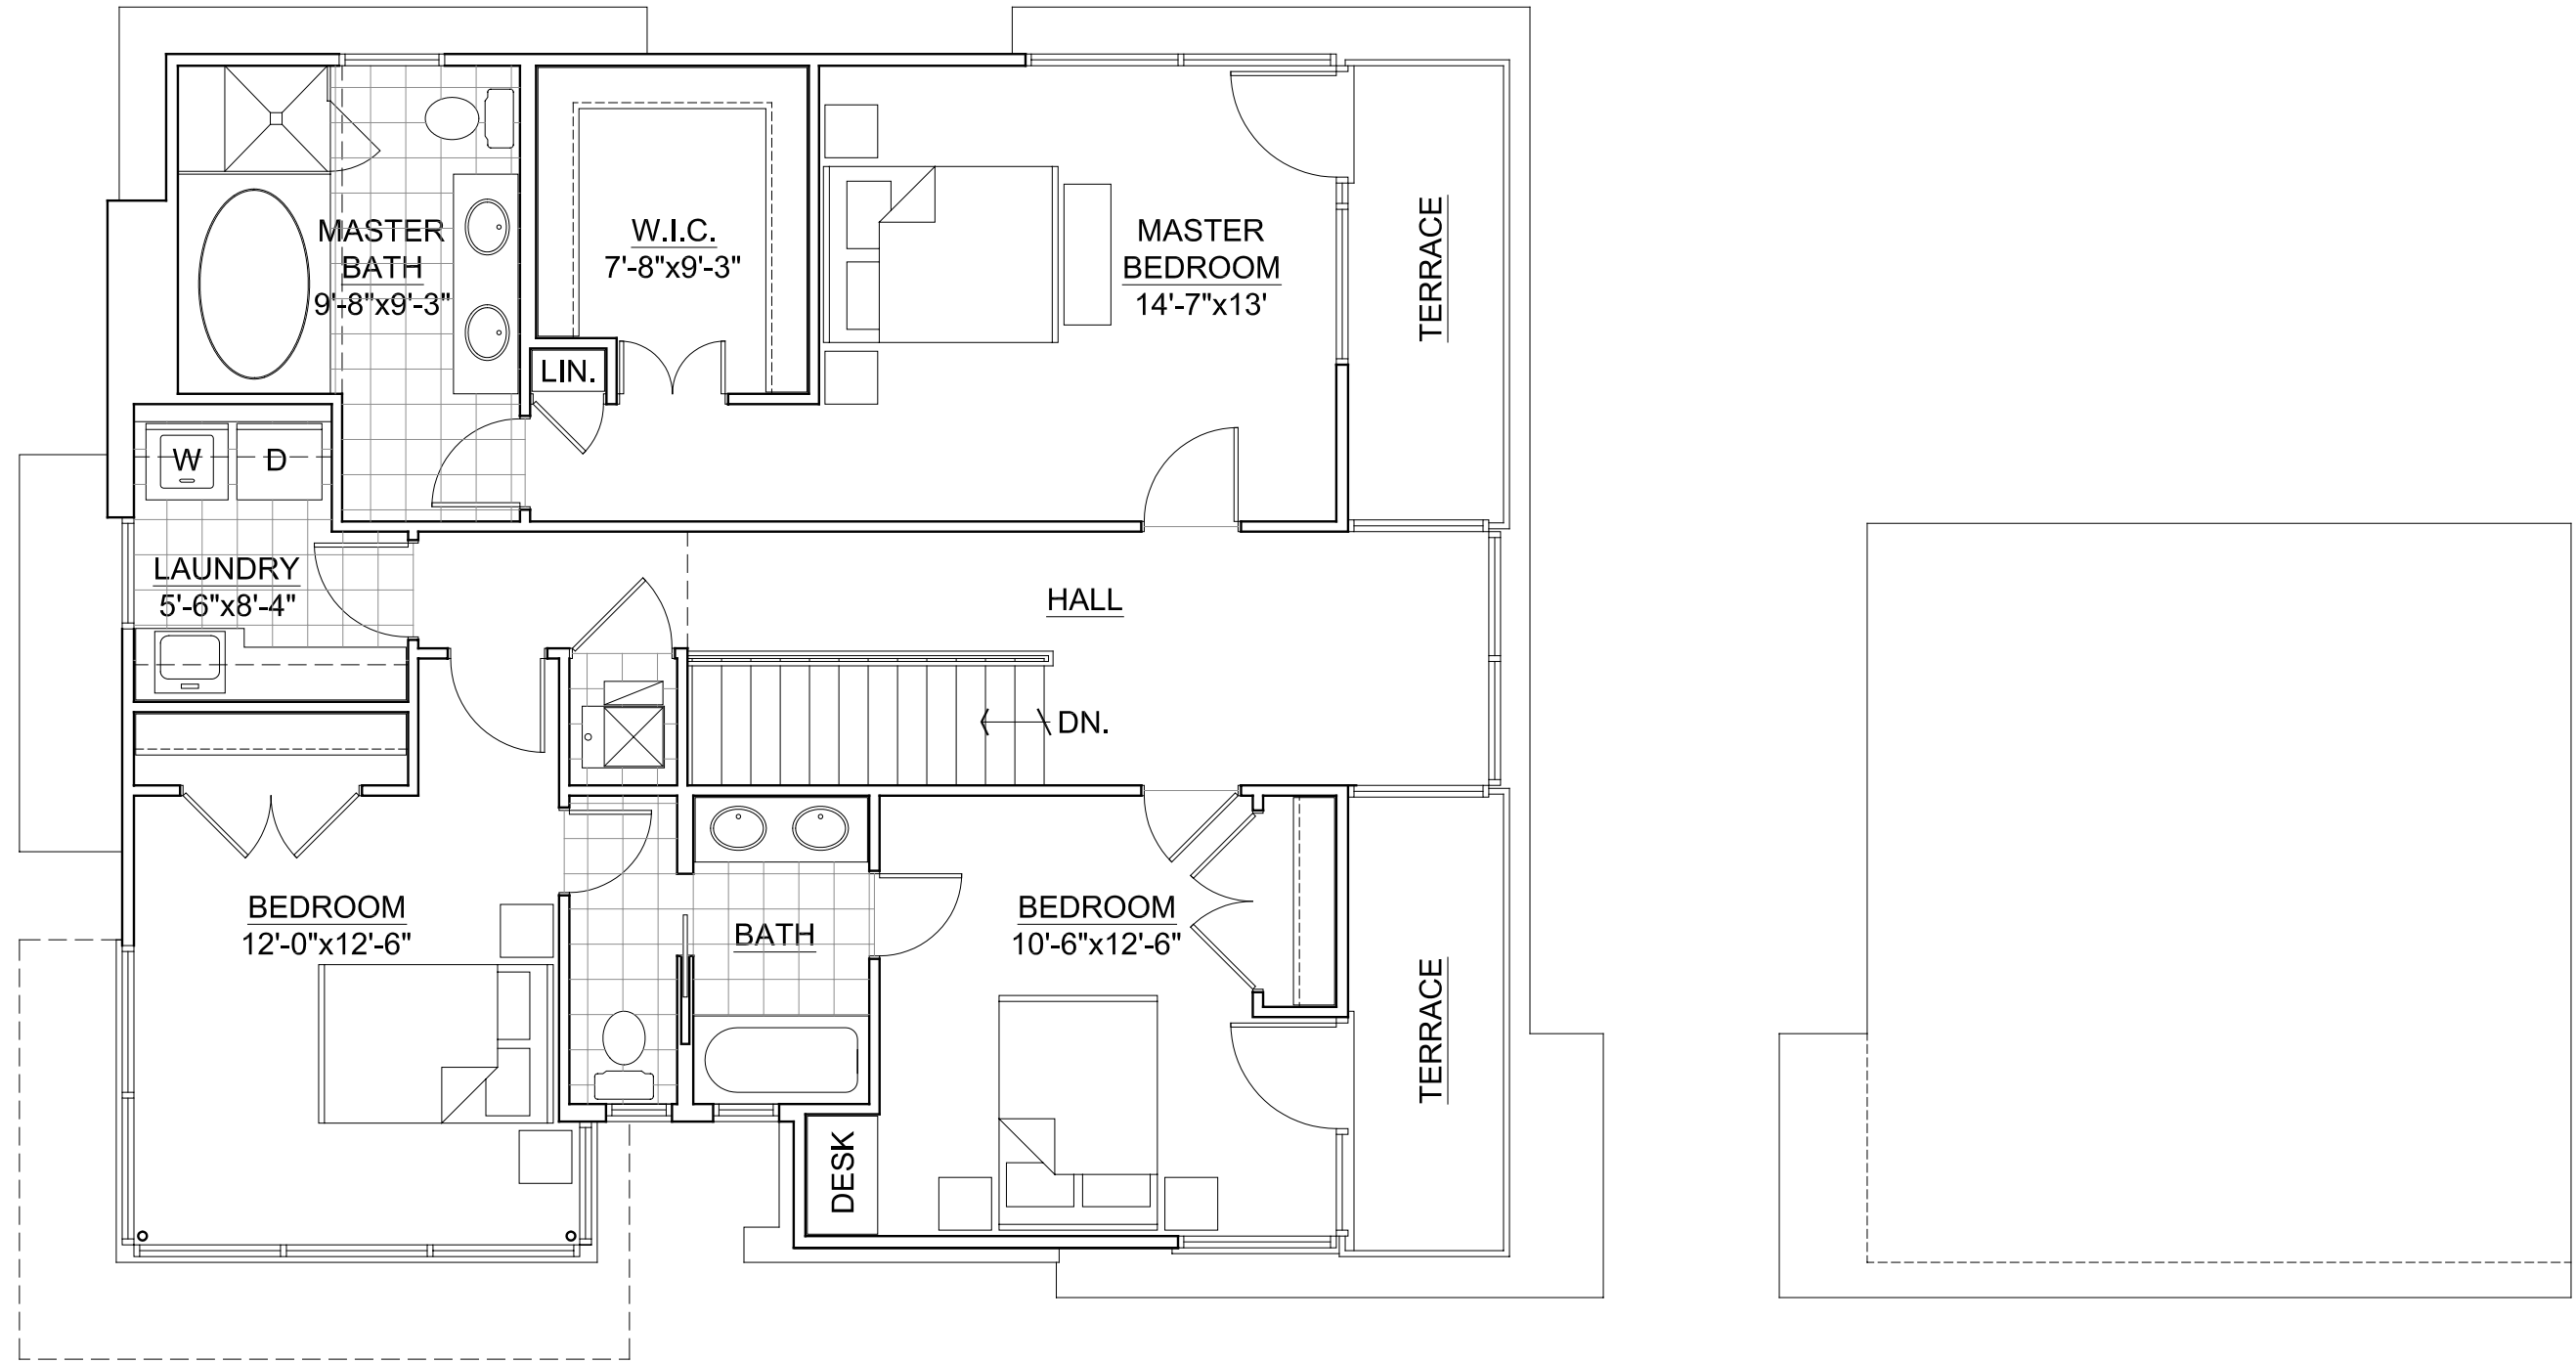 MASTER
BATH
9'-8"x9'-3"
W.I.C.
7'-8"x9'-3"
MASTER
BEDROOM
14'-7"x13'
TERRACE
LIN.
W
D
LAUNDRY
5'-6"x8'-4"
HALL
DN.
BEDROOM
12'-0"x12'-6"
BATH
BEDROOM
10'-6"x12'-6"
TERRACE
DESK